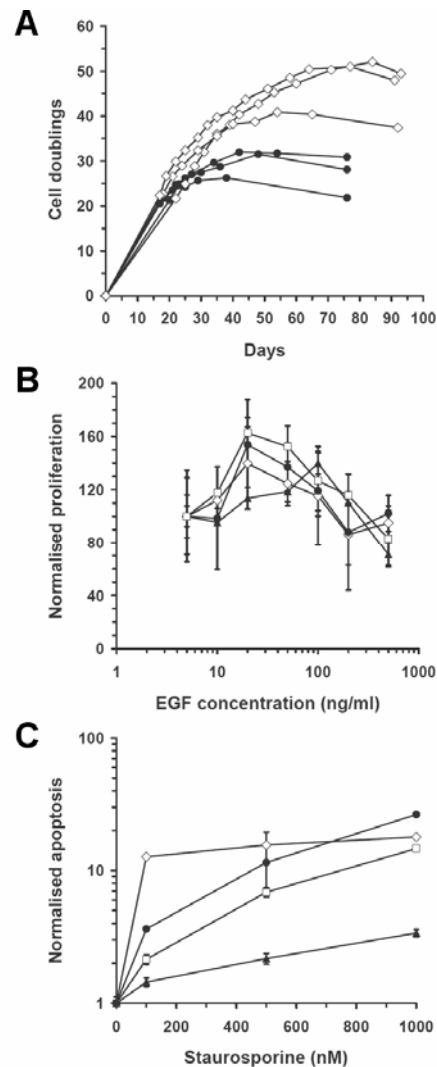 A
60
50
40
30
20
10
0
Cell doublings
0 10 20 30 40 50 60 70 80 90 100
Days
B
200
160
120
80
40
0
Normalised proliferation
1 10 100 1000
EGF concentration (ng/ml)
C
100
10
1
Normalised apoptosis
0 200 400 600 800 1000
Staurosporine (nM)